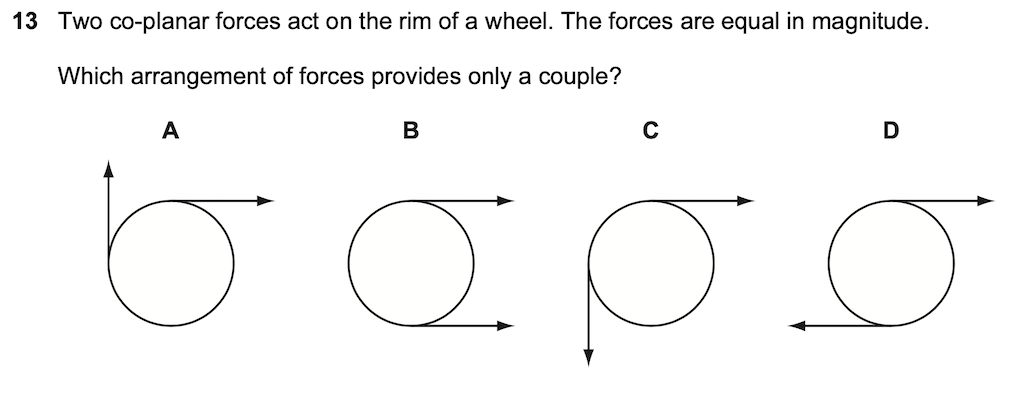 13 Two co-planar forces act on the rim of a wheel. The forces are equal in magnitude.
Which arrangement of forces provides only a couple?
A B C D